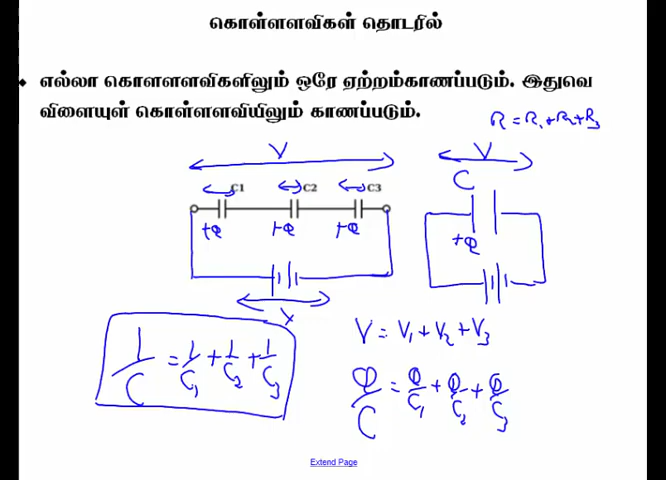 கொள்ளளவிகள் தொடரில்
எல்லா கொளளளவிகளிலும் ஒரே ஏற்றம்காணப்படும். இதுவெ
விளையுள் கொள்ளளவியிலும் காணப்படும்.
R = R₁ + R₂ + R₃
V
V
C1 C2 C3
C
+Q +Q +Q
+Q
V
V = V₁ + V₂ + V₃
1/C = 1/C₁ + 1/C₂ + 1/C₃
Q/C = Q/C₁ + Q/C₂ + Q/C₃
Extend Page